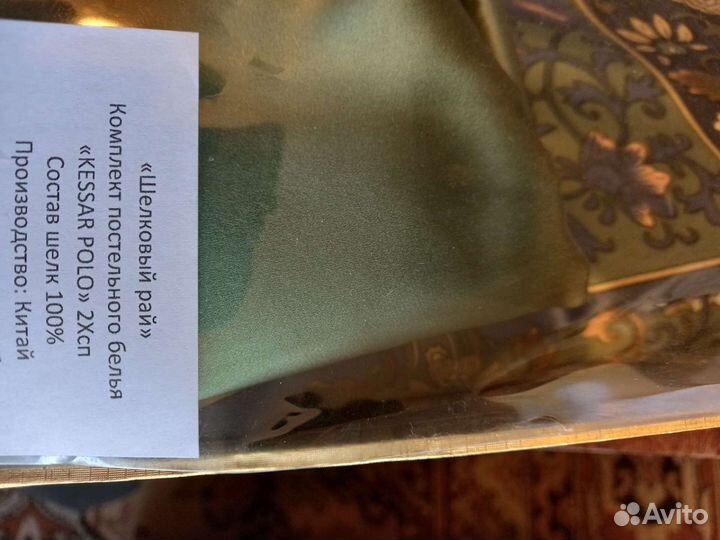 «Шелковый рай»
Комплект постельного белья
«KESSAR POLO» 2Хсп
Состав шелк 100%
Производство: Китай
Avito